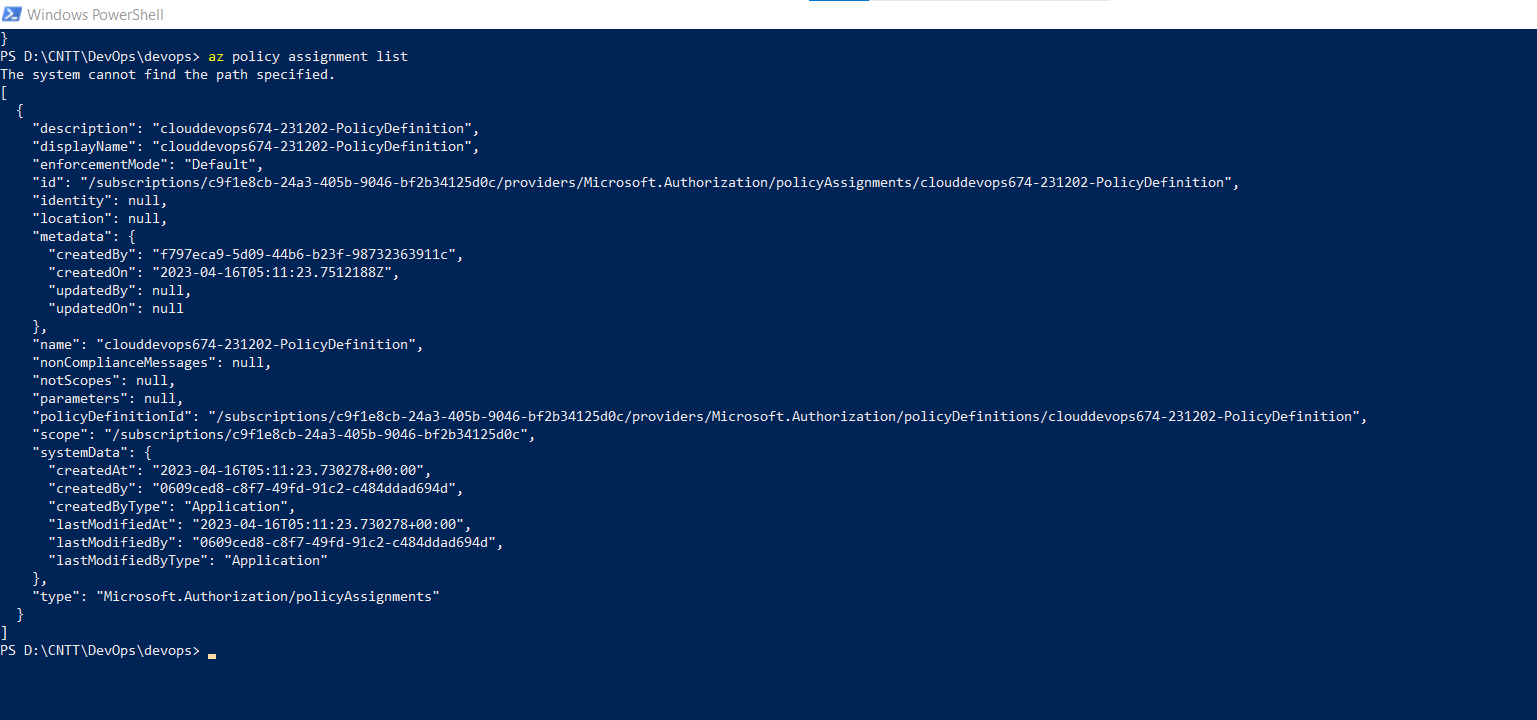 Windows PowerShell
}
PS D:\CNTT\DevOps\devops> az policy assignment list
The system cannot find the path specified.
[
  {
    "description": "clouddevops674-231202-PolicyDefinition",
    "displayName": "clouddevops674-231202-PolicyDefinition",
    "enforcementMode": "Default",
    "id": "/subscriptions/c9f1e8cb-24a3-405b-9046-bf2b34125d0c/providers/Microsoft.Authorization/policyAssignments/clouddevops674-231202-PolicyDefinition",
    "identity": null,
    "location": null,
    "metadata": {
      "createdBy": "f797eca9-5d09-44b6-b23f-98732363911c",
      "createdOn": "2023-04-16T05:11:23.7512188Z",
      "updatedBy": null,
      "updatedOn": null
    },
    "name": "clouddevops674-231202-PolicyDefinition",
    "nonComplianceMessages": null,
    "notScopes": null,
    "parameters": null,
    "policyDefinitionId": "/subscriptions/c9f1e8cb-24a3-405b-9046-bf2b34125d0c/providers/Microsoft.Authorization/policyDefinitions/clouddevops674-231202-PolicyDefinition",
    "scope": "/subscriptions/c9f1e8cb-24a3-405b-9046-bf2b34125d0c",
    "systemData": {
      "createdAt": "2023-04-16T05:11:23.730278+00:00",
      "createdBy": "0609ced8-c8f7-49fd-91c2-c484ddad694d",
      "createdByType": "Application",
      "lastModifiedAt": "2023-04-16T05:11:23.730278+00:00",
      "lastModifiedBy": "0609ced8-c8f7-49fd-91c2-c484ddad694d",
      "lastModifiedByType": "Application"
    },
    "type": "Microsoft.Authorization/policyAssignments"
  }
]
PS D:\CNTT\DevOps\devops>